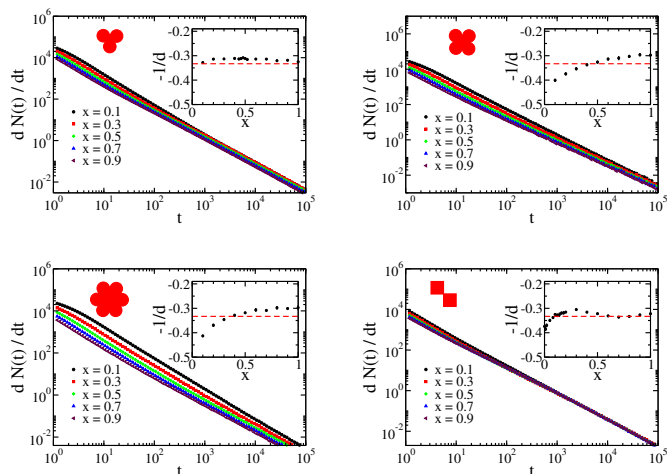 10^6
10^4
10^2
10^0
10^-2
d N(t) / dt
x = 0.1
x = 0.3
x = 0.5
x = 0.7
x = 0.9
10^0 10^1 10^2 10^3 10^4 10^5
t
-0.2
-0.3
-0.4
-0.5
-1/d
0 0.5 1
x
10^6
10^4
10^2
10^0
10^-2
d N(t) / dt
x = 0.1
x = 0.3
x = 0.5
x = 0.7
x = 0.9
10^0 10^1 10^2 10^3 10^4 10^5
t
-0.2
-0.3
-0.4
-0.5
-1/d
0 0.5 1
x
10^6
10^4
10^2
10^0
10^-2
d N(t) / dt
x = 0.1
x = 0.3
x = 0.5
x = 0.7
x = 0.9
10^0 10^1 10^2 10^3 10^4 10^5
t
-0.2
-0.3
-0.4
-0.5
-1/d
0 0.5 1
x
10^6
10^4
10^2
10^0
10^-2
d N(t) / dt
x = 0.1
x = 0.3
x = 0.5
x = 0.7
x = 0.9
10^0 10^1 10^2 10^3 10^4 10^5
t
-0.2
-0.3
-0.4
-0.5
-1/d
0 0.5 1
x